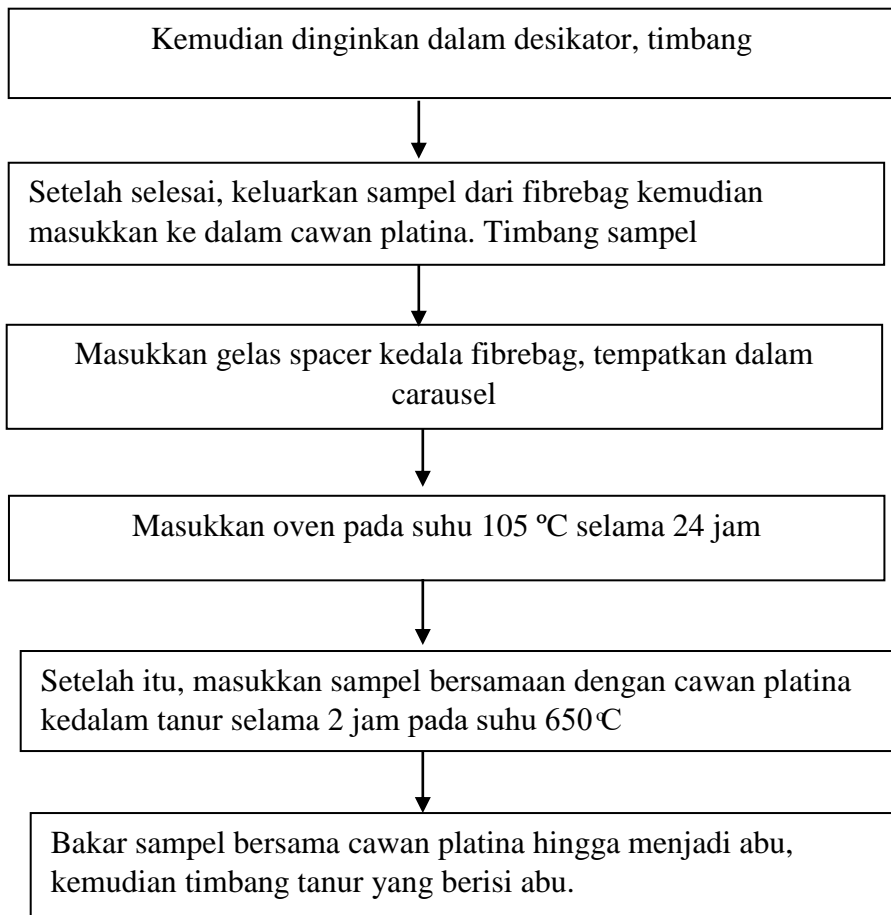 Kemudian dinginkan dalam desikator, timbang
Setelah selesai, keluarkan sampel dari fibrebag kemudian
masukkan ke dalam cawan platina. Timbang sampel
Masukkan gelas spacer kedala fibrebag, tempatkan dalam
carausel
Masukkan oven pada suhu 105 ºC selama 24 jam
Setelah itu, masukkan sampel bersamaan dengan cawan platina
kedalam tanur selama 2 jam pada suhu 650℃
Bakar sampel bersama cawan platina hingga menjadi abu,
kemudian timbang tanur yang berisi abu.